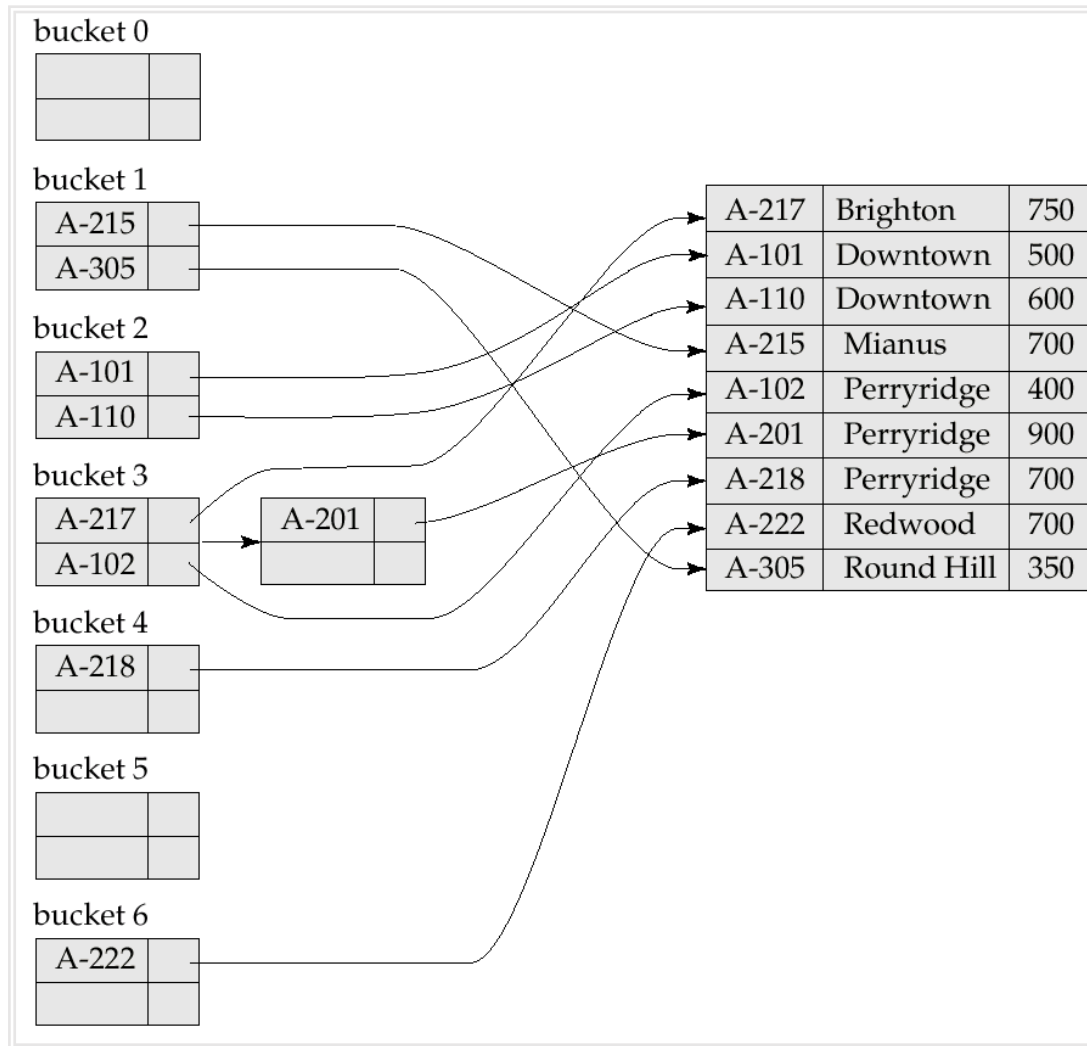 bucket 0
bucket 1
A-215
A-305
bucket 2
A-101
A-110
bucket 3
A-217
A-102
A-201
bucket 4
A-218
bucket 5
bucket 6
A-222
A-217 Brighton 750
A-101 Downtown 500
A-110 Downtown 600
A-215 Mianus 700
A-102 Perryridge 400
A-201 Perryridge 900
A-218 Perryridge 700
A-222 Redwood 700
A-305 Round Hill 350